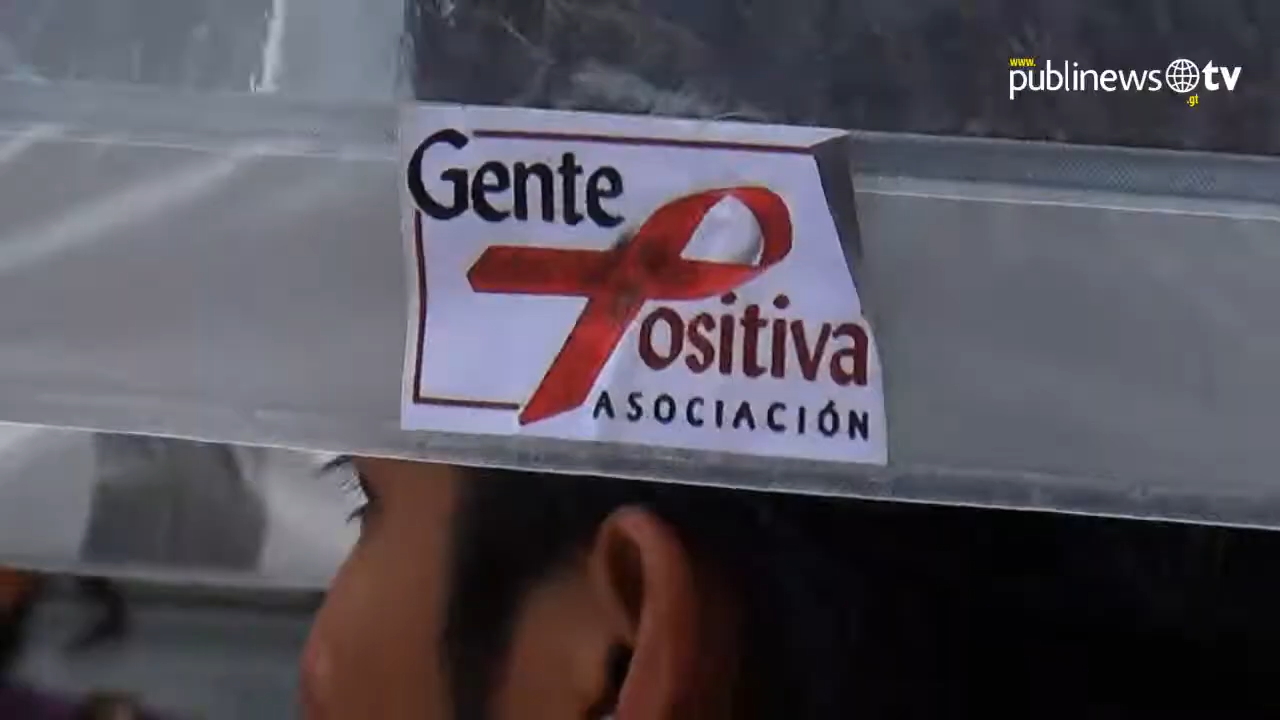 www.
publinews tv
.gt
Gente
Positiva
ASOCIACIÓN